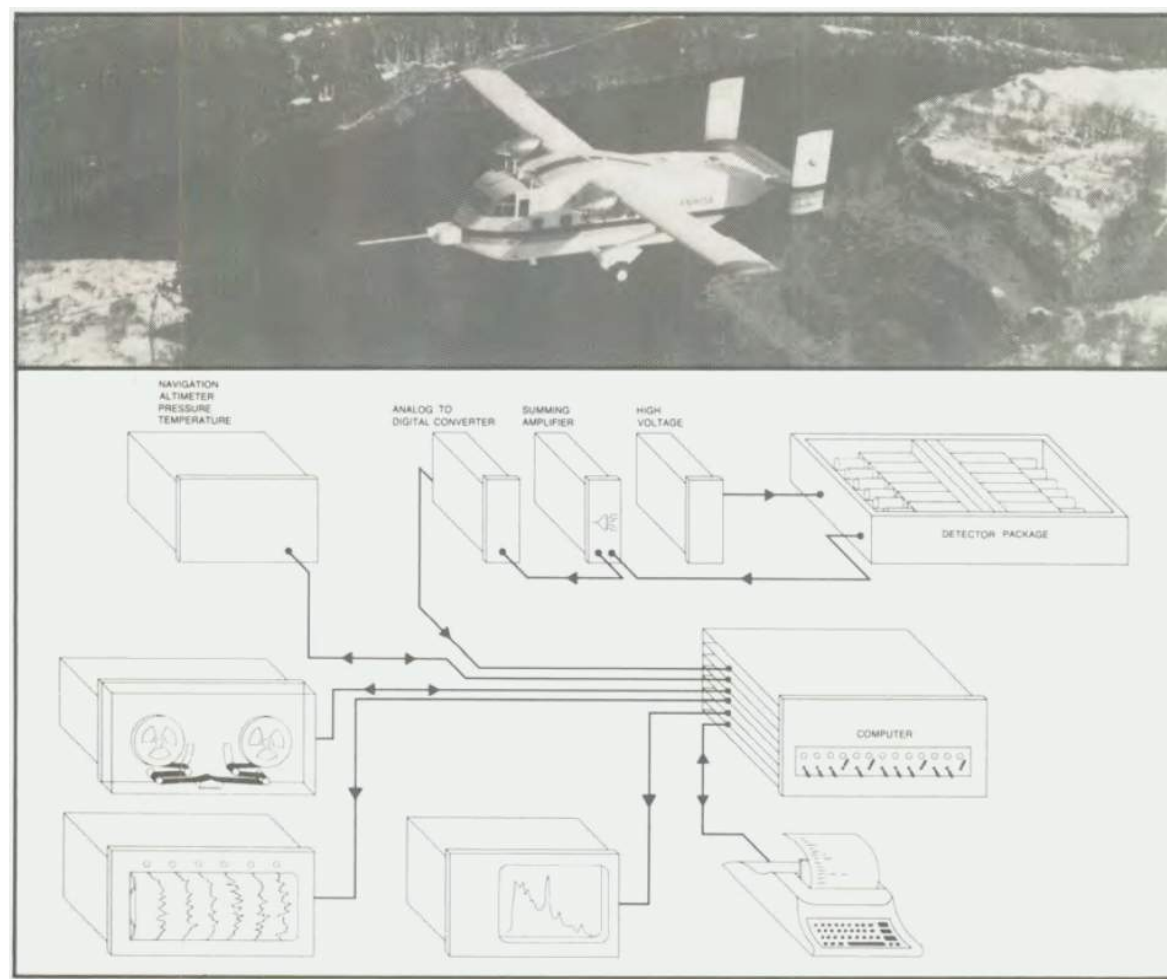 NAVIGATION
ALTIMETER
PRESSURE
TEMPERATURE
ANALOG TO
DIGITAL CONVERTER
SUMMING
AMPLIFIER
HIGH
VOLTAGE
DETECTOR PACKAGE
COMPUTER